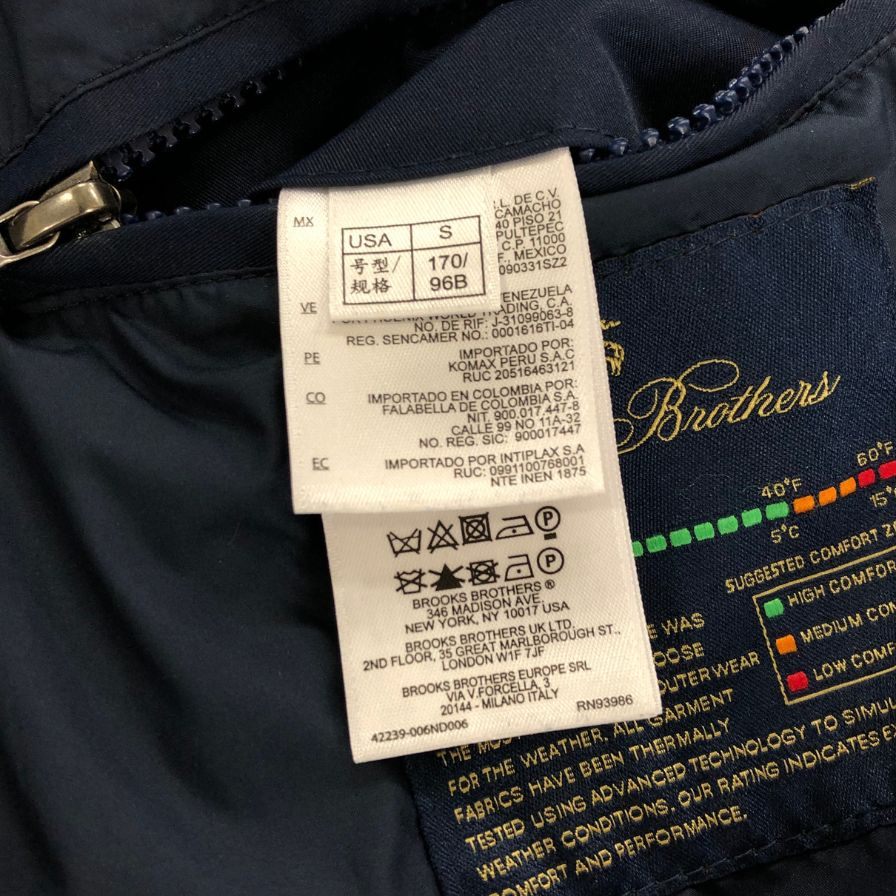 MX
L. DE C.V.
CAMACHO
40 PISO 21
PULTEPEC
C.P. 11000
F., MEXICO
090331SZ2
USA S
号型/ 170/
规格 96B
VE
VENEZUELA
WORLD TRADING, C.A.
NO. DE RIF: J-31099063-8
REG. SENCAMER NO.: 0001616TI-04
PE
IMPORTADO POR:
KOMAX PERU S.A.C
RUC 20516463121
CO
IMPORTADO EN COLOMBIA POR:
FALABELLA DE COLOMBIA S.A.
NIT. 900.017.447-8
CALLE 99 NO 11A-32
NO. REG. SIC: 900017447
EC
IMPORTADO POR INTIPLAX S.A
RUC: 0991100768001
NTE INEN 1875
P
P
BROOKS BROTHERS ®
346 MADISON AVE.
NEW YORK, NY 10017 USA
BROOKS BROTHERS UK LTD.
2ND FLOOR, 35 GREAT MARLBOROUGH ST.,
LONDON W1F 7JF
BROOKS BROTHERS EUROPE SRL
VIA V.FORCELLA, 3
20144 - MILANO ITALY
RN93986
42239-006ND006
Brothers
40°F 60°F
5°C 15°
SUGGESTED COMFORT
HIGH COMFOR
MEDIUM CO
LOW COMF
WAS
OOSE
OUTERWEAR
THE MOST
FOR THE WEATHER. ALL GARMENT
FABRICS HAVE BEEN THERMALLY
TESTED USING ADVANCED TECHNOLOGY TO SIMU
WEATHER CONDITIONS. OUR RATING INDICATES
COMFORT AND PERFORMANCE.